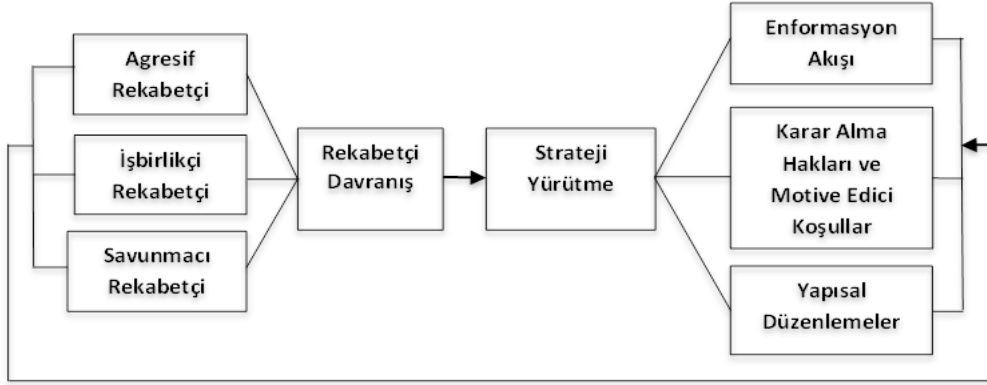 Agresif
Rekabetçi
İşbirlikçi
Rekabetçi
Savunmacı
Rekabetçi
Rekabetçi
Davranış
Strateji
Yürütme
Enformasyon
Akışı
Karar Alma
Hakları ve
Motive Edici
Koşullar
Yapısal
Düzenlemeler